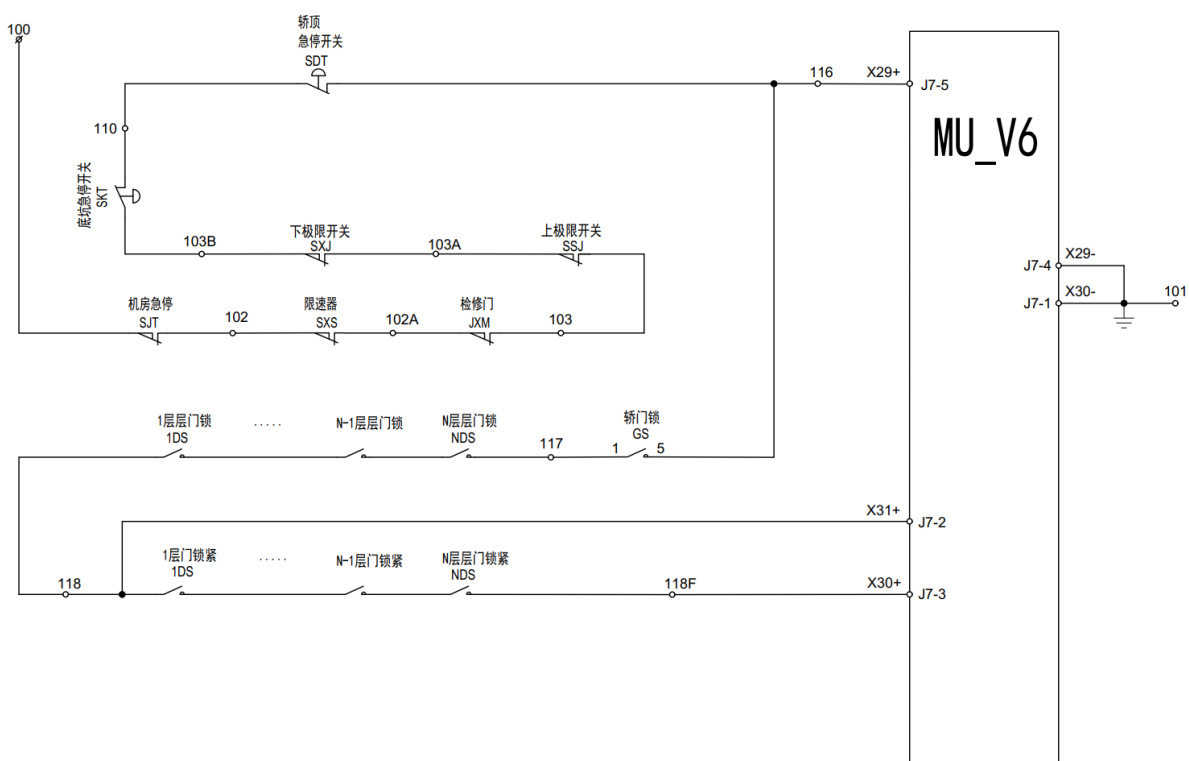 轿顶
急停开关
SDT
100
116
X29+
J7-5
MU_V6
110
底坑急停开关
SKT
103B
下极限开关
SXJ
103A
上极限开关
SSJ
X29-
J7-4
X30-
J7-1
101
机房急停
SJT
102
限速器
SXS
102A
检修门
JXM
103
1层层门锁
1DS
.....
N-1层层门锁
N层层门锁
NDS
117
轿门锁
GS
1
5
X31+
J7-2
1层门锁紧
1DS
.....
N-1层门锁紧
N层层门锁紧
NDS
118
118F
X30+
J7-3